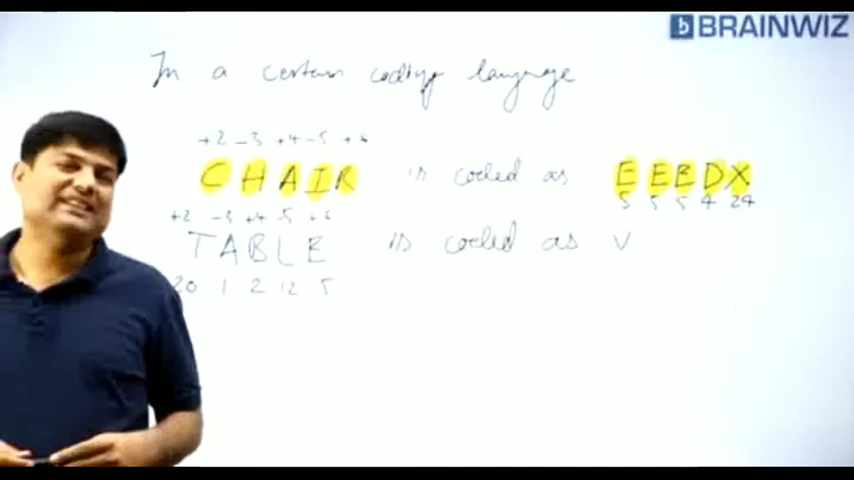 BRAINWIZ
In a certain coding language
+2 -3 +4 -5 +6
CHAIR is coded as EEEDX
5 5 5 4 24
+2 -3 +4 -5 +6
TABLE is coded as V
20 1 2 12 5